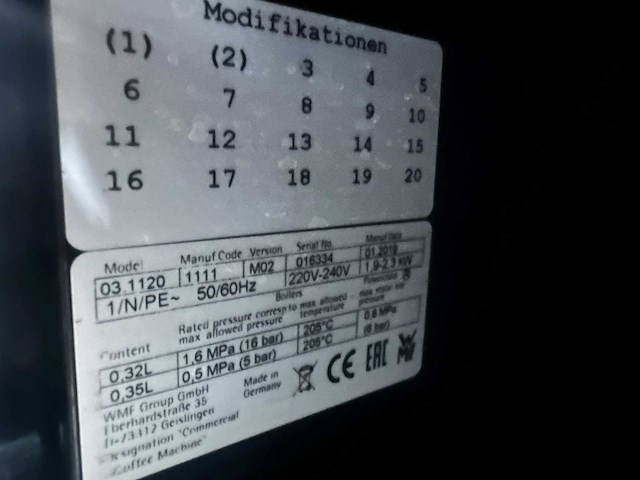 Modifikationen
(1) (2) 3 4 5
6 7 8 9 10
11 12 13 14 15
16 17 18 19 20
Model Manuf Code Version Serial No. Manuf Date
03.1120 1111 M02 016334 01.2019
1/N/PE~ 50/60Hz 220V-240V 1,9-2,3 kW
Boilers
Content Rated pressure corresp to max allowed pressure max allowed temperature pressure
0,32L 1,6 MPa (16 bar) 205°C 0,6 MPa
0,35L 0,5 MPa (5 bar) 205°C (6 bar)
WMF Group GmbH
Eberhardstraße 35
D-73312 Geislingen
Designation "Commercial
Coffee Machine"
Made in
Germany
CE EAC WMF